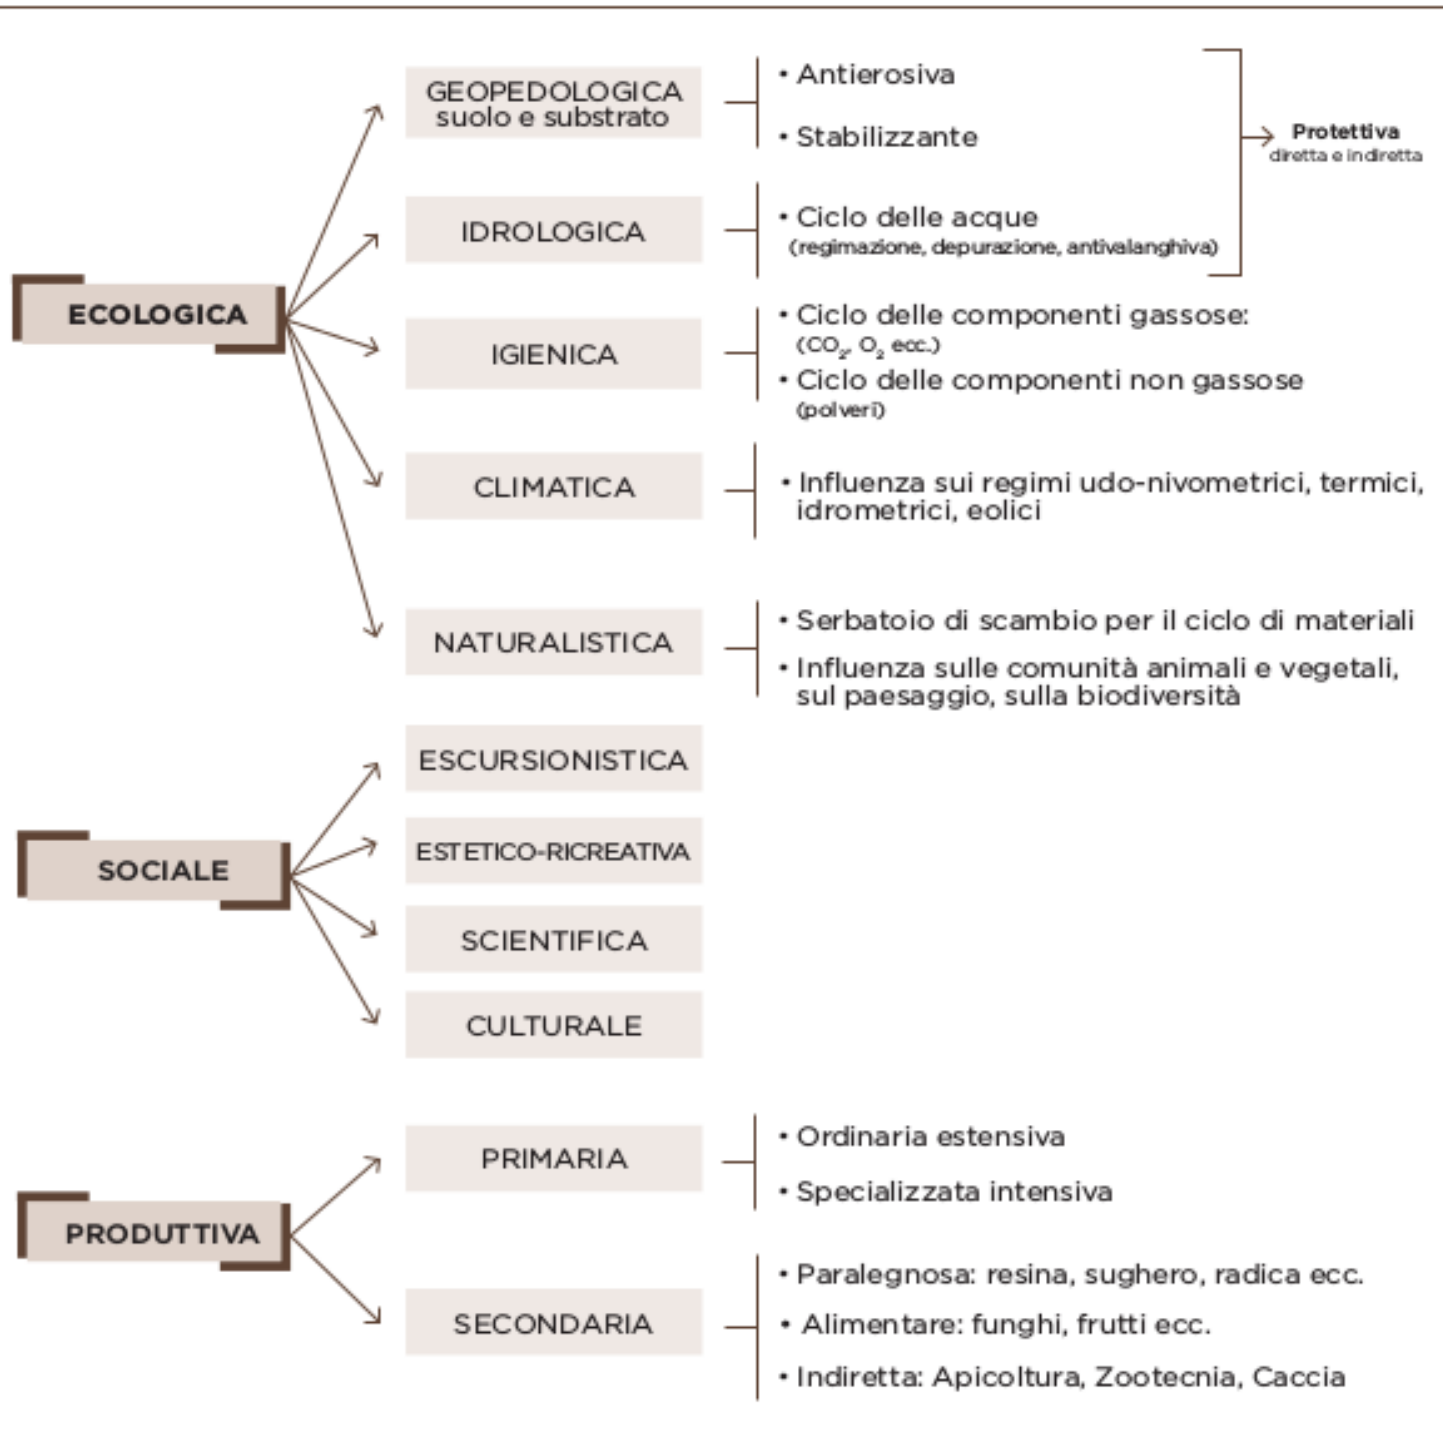 ECOLOGICA
GEOPEDOLOGICA
suolo e substrato
• Antierosiva
• Stabilizzante
Protettiva
diretta e indiretta
IDROLOGICA
• Ciclo delle acque
(regimazione, depurazione, antivalanghiva)
IGIENICA
• Ciclo delle componenti gassose:
(CO₂, O₂ ecc.)
• Ciclo delle componenti non gassose
(polveri)
CLIMATICA
• Influenza sui regimi udo-nivometrici, termici,
idrometrici, eolici
NATURALISTICA
• Serbatoio di scambio per il ciclo di materiali
• Influenza sulle comunità animali e vegetali,
sul paesaggio, sulla biodiversità
SOCIALE
ESCURSIONISTICA
ESTETICO-RICREATIVA
SCIENTIFICA
CULTURALE
PRODUTTIVA
PRIMARIA
• Ordinaria estensiva
• Specializzata intensiva
SECONDARIA
• Paralegnosa: resina, sughero, radica ecc.
• Alimentare: funghi, frutti ecc.
• Indiretta: Apicoltura, Zootecnia, Caccia